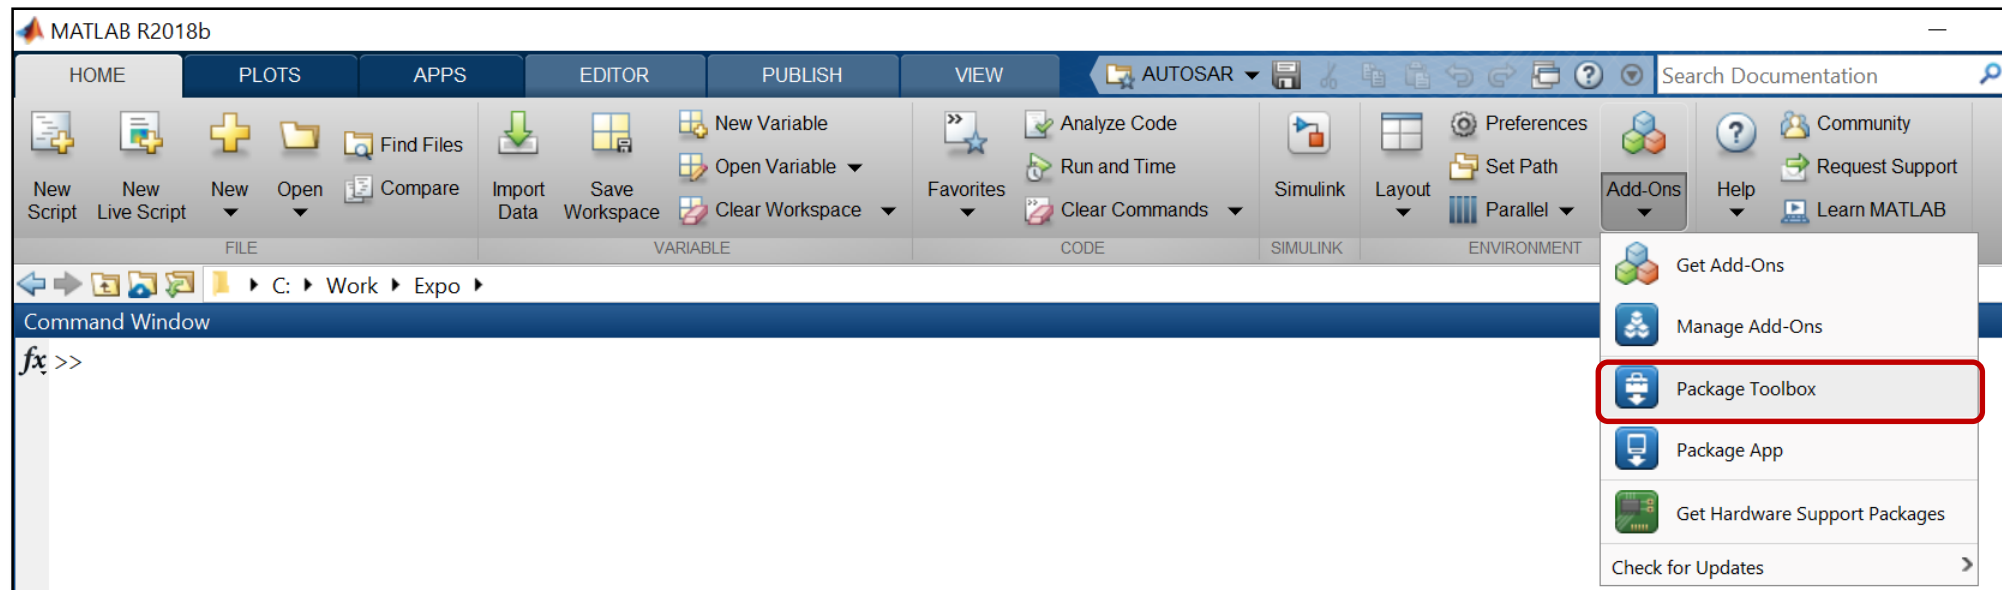 MATLAB R2018b
HOME PLOTS APPS EDITOR PUBLISH VIEW AUTOSAR Search Documentation
New Script
New Live Script
New
Open
Find Files
Compare
Import Data
Save Workspace
New Variable
Open Variable
Clear Workspace
Favorites
Analyze Code
Run and Time
Clear Commands
Simulink
Layout
Preferences
Set Path
Parallel
Add-Ons
Help
Community
Request Support
Learn MATLAB
FILE VARIABLE CODE SIMULINK ENVIRONMENT
C: Work Expo
Command Window
fx >>
Get Add-Ons
Manage Add-Ons
Package Toolbox
Package App
Get Hardware Support Packages
Check for Updates